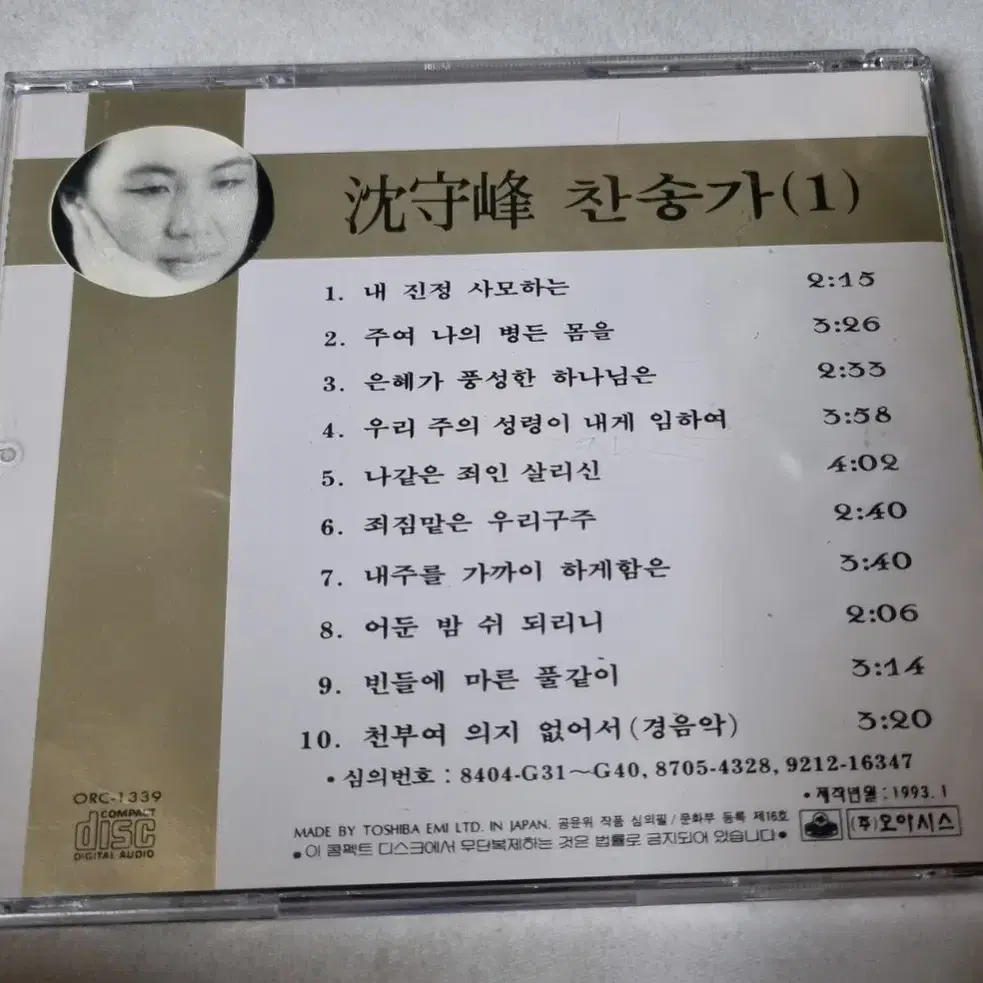 沈守峰 찬송가(1)
1. 내 진정 사모하는 2:15
2. 주여 나의 병든 몸을 3:26
3. 은혜가 풍성한 하나님은 2:33
4. 우리 주의 성령이 내게 임하여 3:58
5. 나같은 죄인 살리신 4:02
6. 죄짐맡은 우리구주 2:40
7. 내주를 가까이 하게함은 3:40
8. 어둔 밤 쉬 되리니 2:06
9. 빈들에 마른 풀같이 3:14
10. 천부여 의지 없어서(경음악) 3:20
• 심의번호 : 8404-G31~G40, 8705-4328, 9212-16347
• 제작년월 : 1993. 1
ORC-1339
COMPACT
disc
DIGITAL AUDIO
MADE BY TOSHIBA EMI LTD. IN JAPAN. 공윤위 작품 심의필 / 문화부 등록 제16호
• 이 콤팩트 디스크에서 무단복제하는 것은 법률로 금지되어 있습니다 •
(주)오아시스